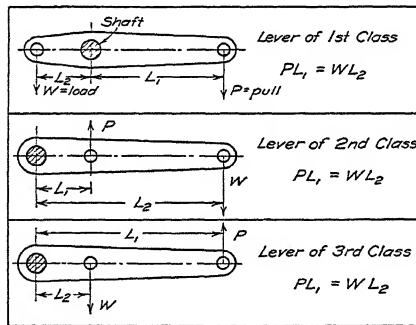 Shaft
L2
L1
W=load
P=pull
Lever of 1st Class
PL1 = WL2
P
L1
L2
W
Lever of 2nd Class
PL1 = WL2
L1
P
L2
W
Lever of 3rd Class
PL1 = WL2